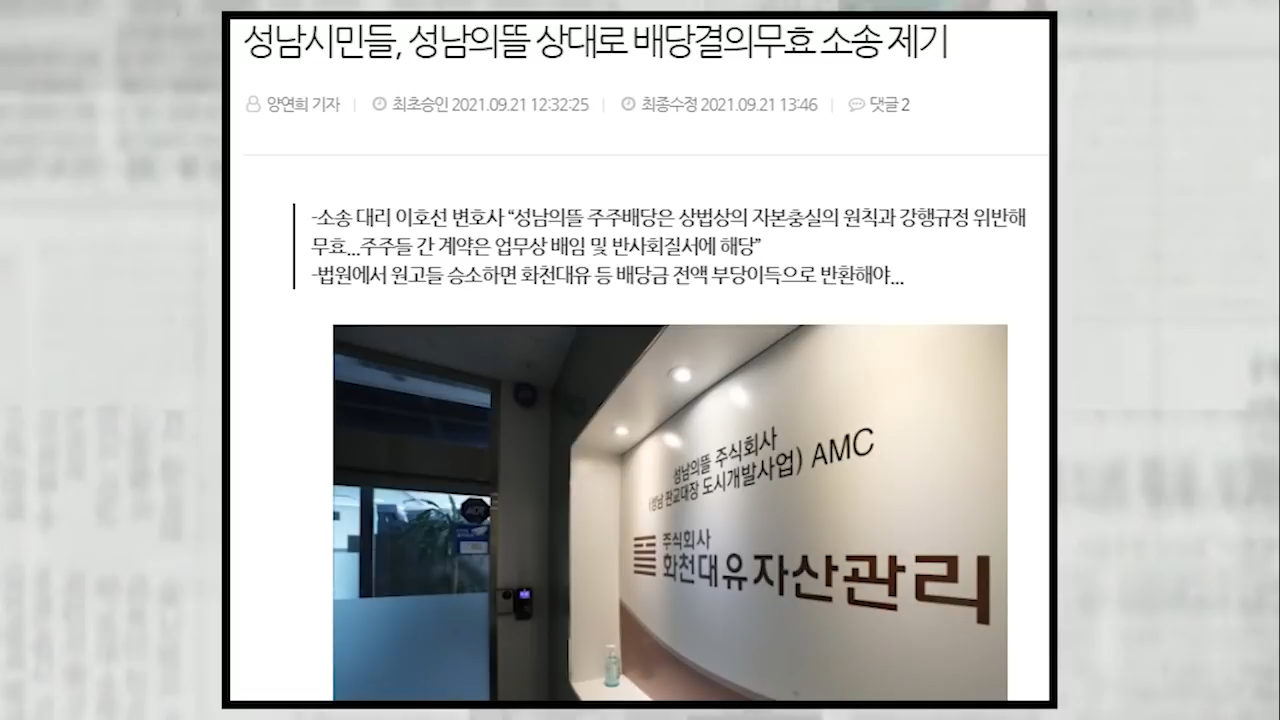 성남시민들, 성남의뜰 상대로 배당결의무효 소송 제기
양연희 기자 최초승인 2021.09.21 12:32:25 최종수정 2021.09.21 13:46 댓글 2
-소송 대리 이호선 변호사 “성남의뜰 주주배당은 상법상의 자본충실의 원칙과 강행규정 위반해
무효...주주들 간 계약은 업무상 배임 및 반사회질서에 해당”
-법원에서 원고들 승소하면 화천대유 등 배당금 전액 부당이득으로 반환해야...
성남의뜰 주식회사
(성남 판교대장 도시개발사업) AMC
주식회사
화천대유자산관리